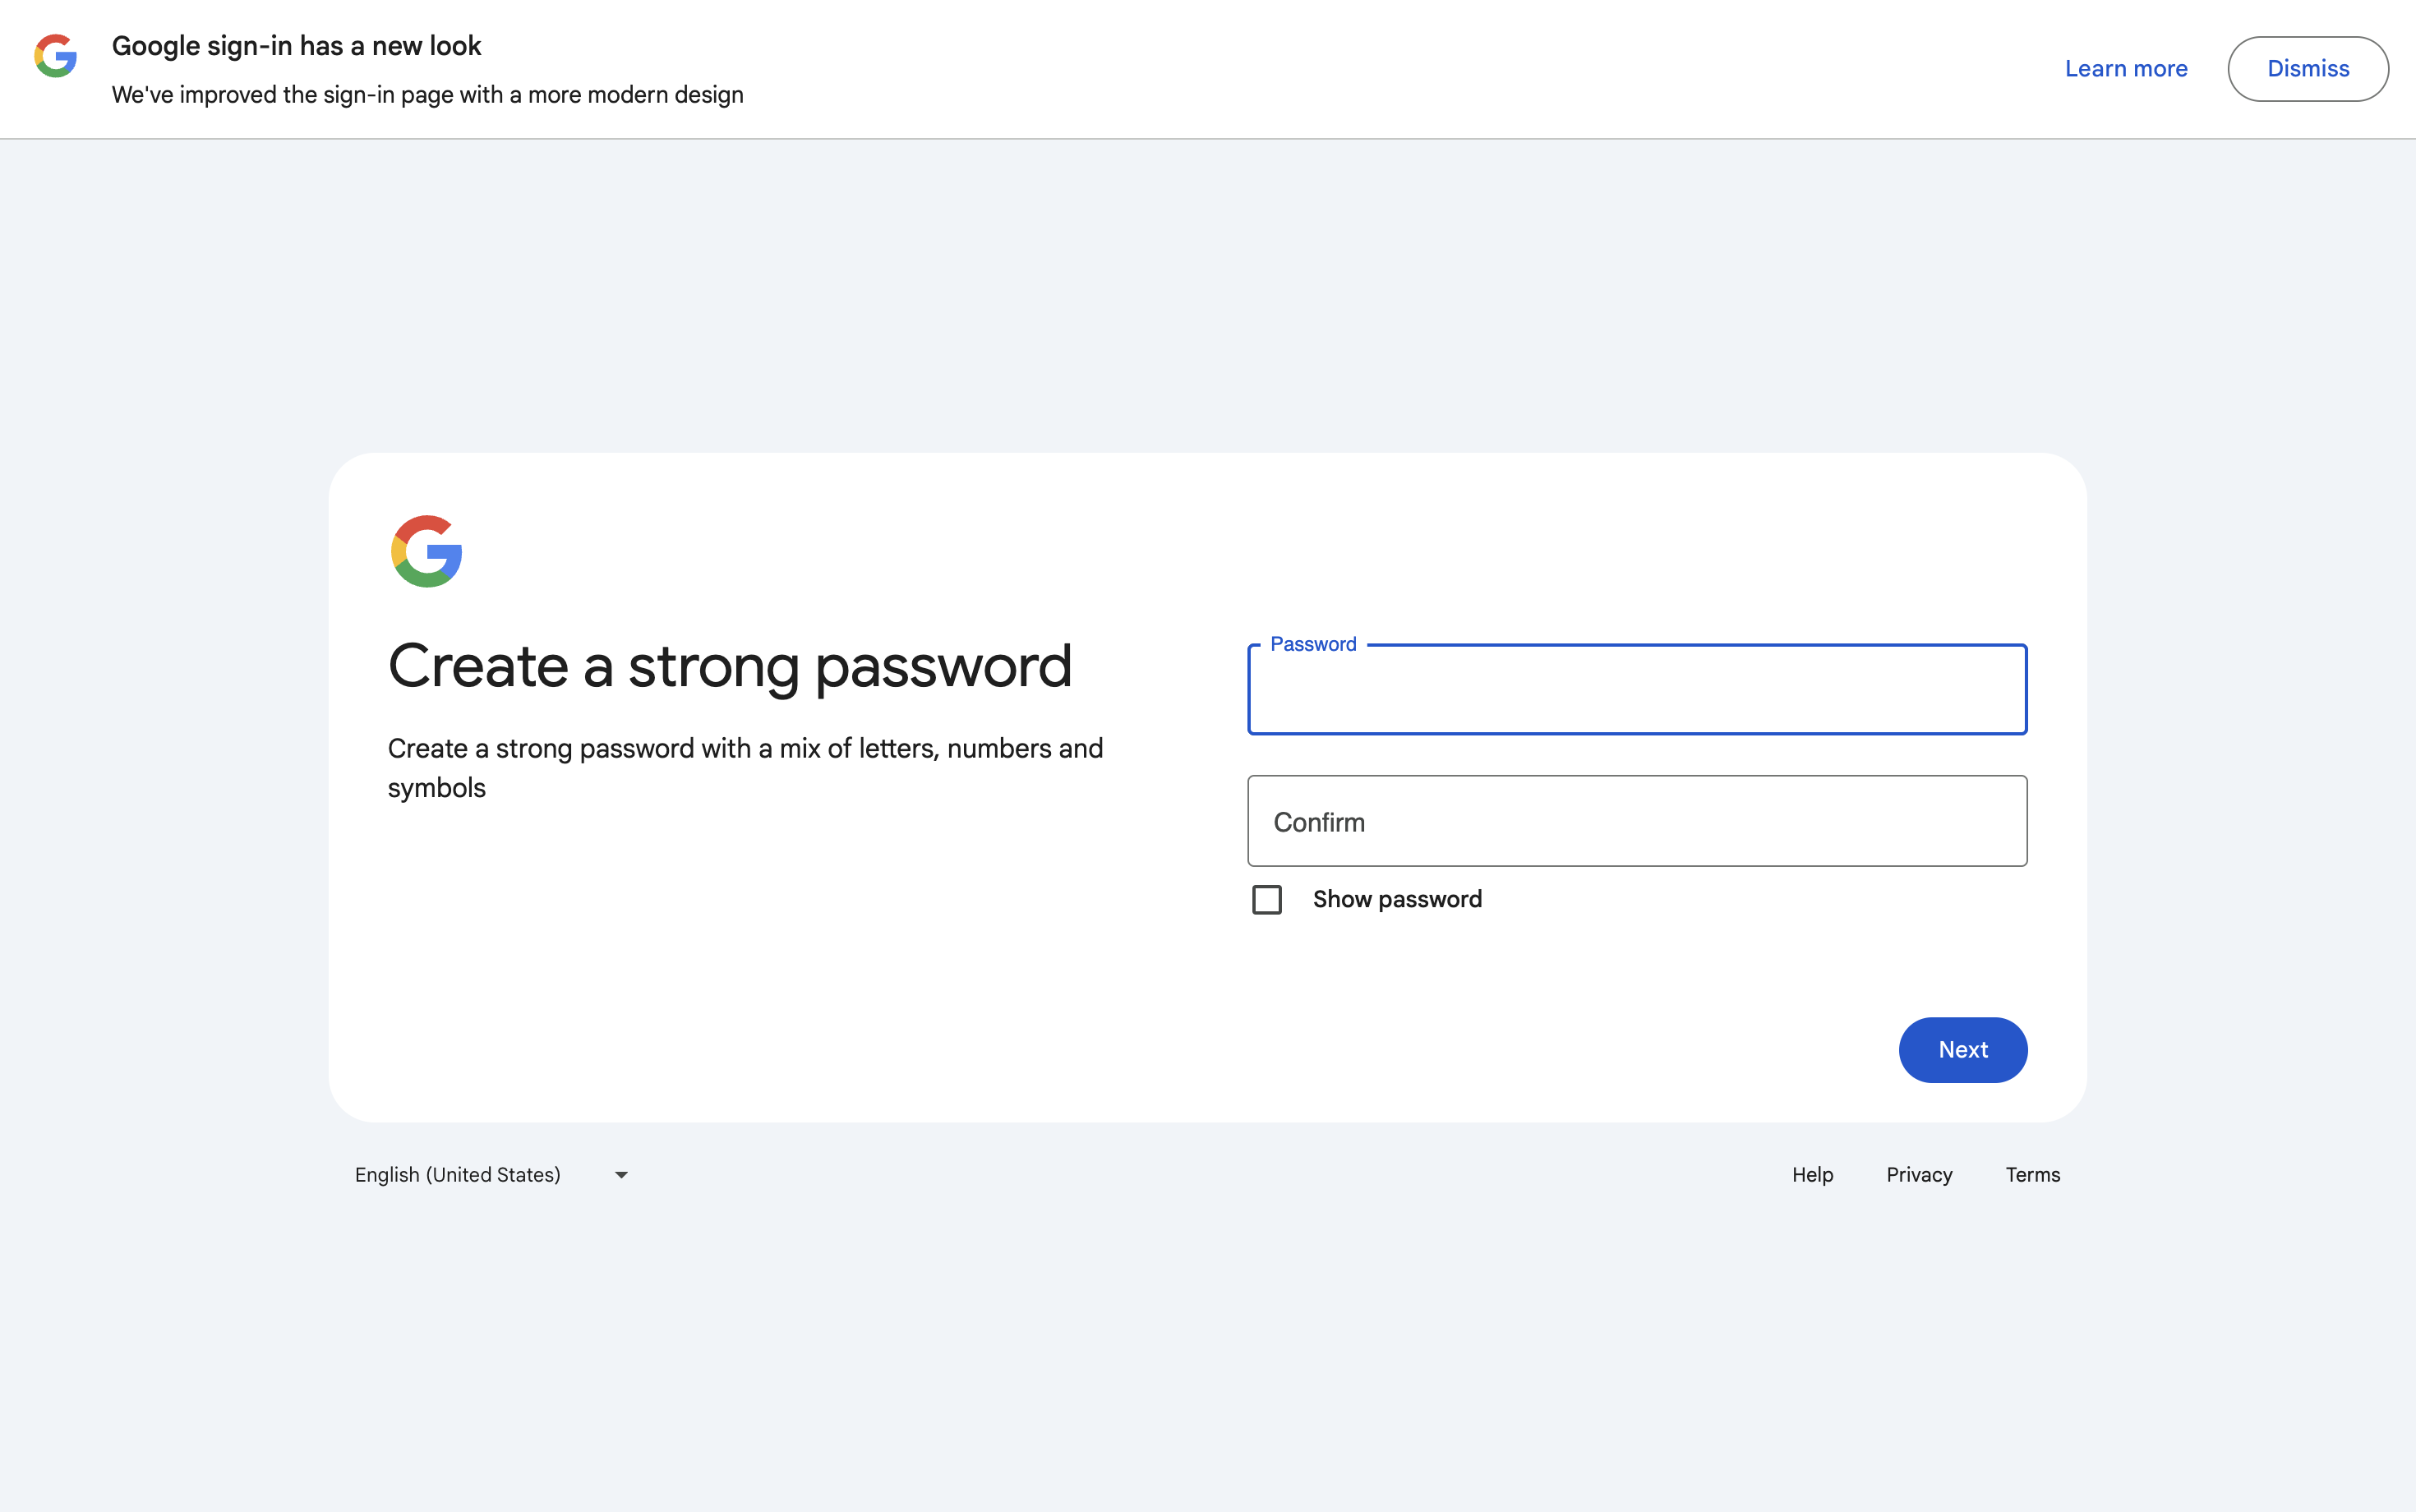 Google sign-in has a new look
We've improved the sign-in page with a more modern design
Learn more
Dismiss
Create a strong password
Create a strong password with a mix of letters, numbers and
symbols
Password
Confirm
Show password
Next
English (United States)
Help
Privacy
Terms